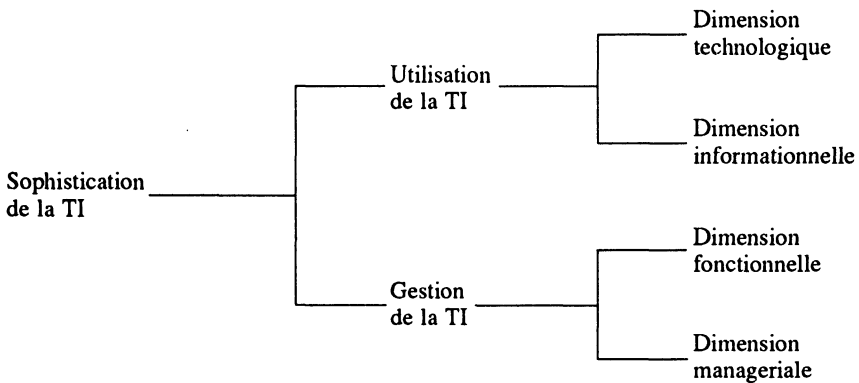 Dimension
technologique
Utilisation
de la TI
Dimension
informationnelle
Sophistication
de la TI
Dimension
fonctionnelle
Gestion
de la TI
Dimension
manageriale